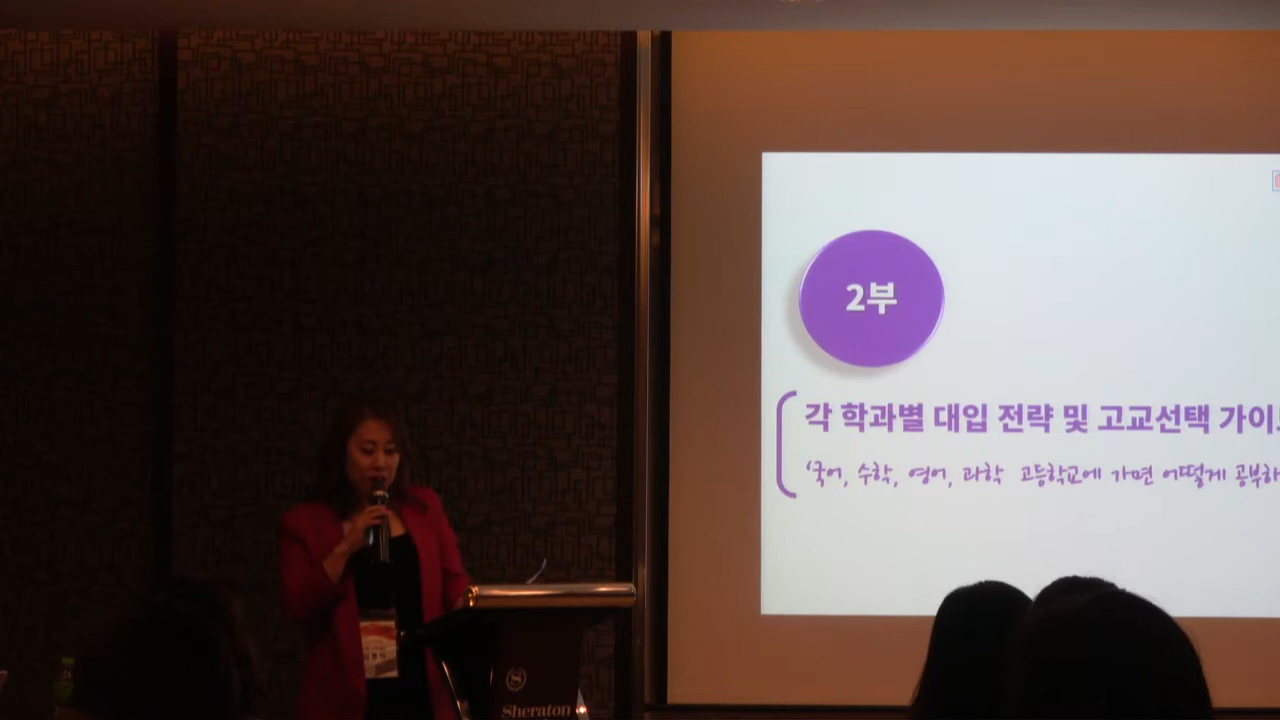 2부
각 학과별 대입 전략 및 고교선택 가이
'국어, 수학, 영어, 과학 고등학교에 가면 어떻게 공부하
Sheraton